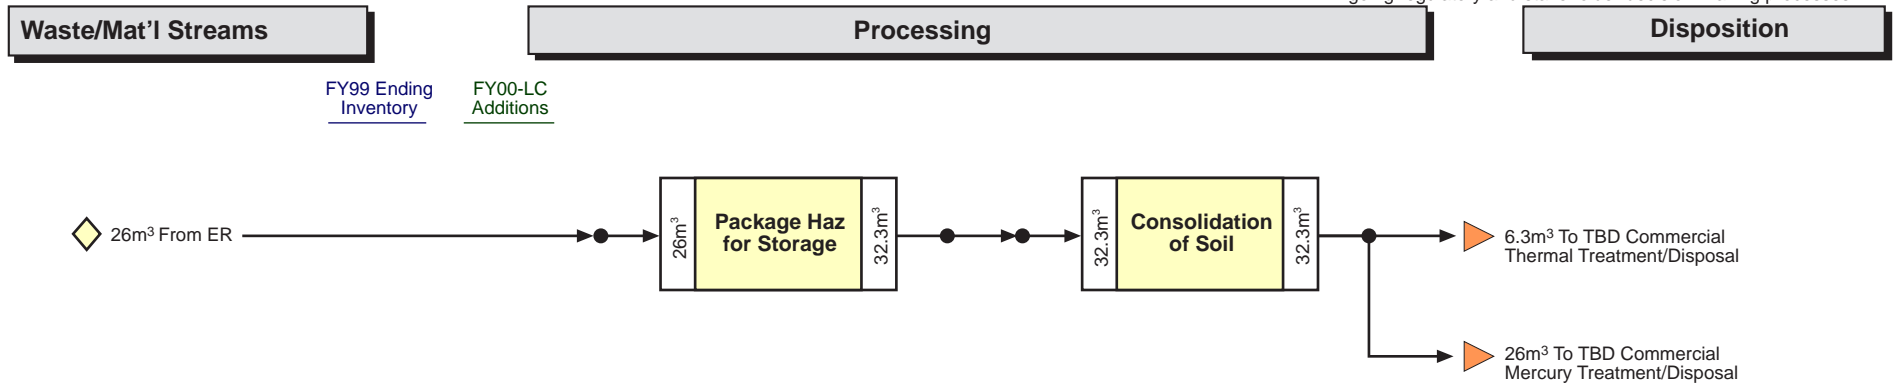 Waste/Mat'l Streams
Processing
Disposition
FY99 Ending
Inventory
FY00-LC
Additions
26m³ From ER
26m³
Package Haz
for Storage
32.3m³
32.3m³
Consolidation
of Soil
32.3m³
6.3m³ To TBD Commercial
Thermal Treatment/Disposal
26m³ To TBD Commercial
Mercury Treatment/Disposal